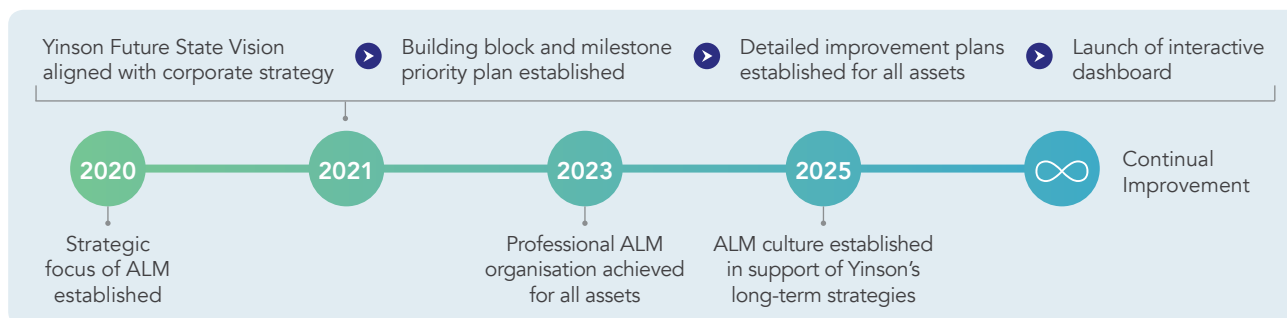 Yinson Future State Vision
aligned with corporate strategy
Building block and milestone
priority plan established
Detailed improvement plans
established for all assets
Launch of interactive
dashboard
2020
2021
2023
2025
Continual
Improvement
Strategic
focus of ALM
established
Professional ALM
organisation achieved
for all assets
ALM culture established
in support of Yinson’s
long-term strategies